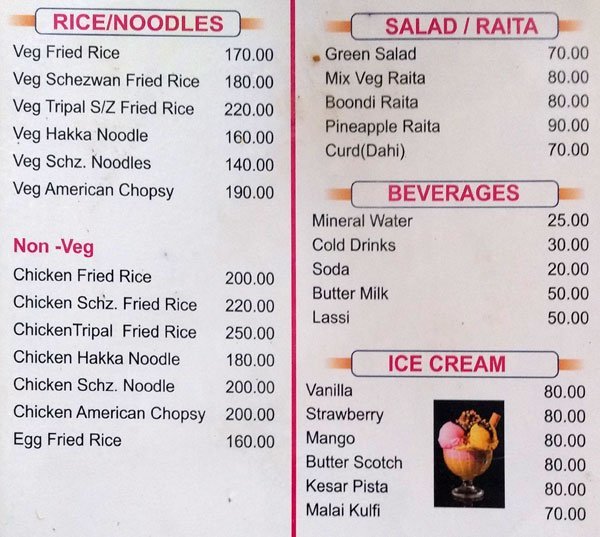 RICE/NOODLES
Veg Fried Rice 170.00
Veg Schezwan Fried Rice 180.00
Veg Tripal S/Z Fried Rice 220.00
Veg Hakka Noodle 160.00
Veg Schz. Noodles 140.00
Veg American Chopsy 190.00
Non -Veg
Chicken Fried Rice 200.00
Chicken Schz. Fried Rice 220.00
ChickenTripal Fried Rice 250.00
Chicken Hakka Noodle 180.00
Chicken Schz. Noodle 200.00
Chicken American Chopsy 200.00
Egg Fried Rice 160.00
SALAD / RAITA
Green Salad 70.00
Mix Veg Raita 80.00
Boondi Raita 80.00
Pineapple Raita 90.00
Curd(Dahi) 70.00
BEVERAGES
Mineral Water 25.00
Cold Drinks 30.00
Soda 20.00
Butter Milk 50.00
Lassi 50.00
ICE CREAM
Vanilla 80.00
Strawberry 80.00
Mango 80.00
Butter Scotch 80.00
Kesar Pista 80.00
Malai Kulfi 70.00